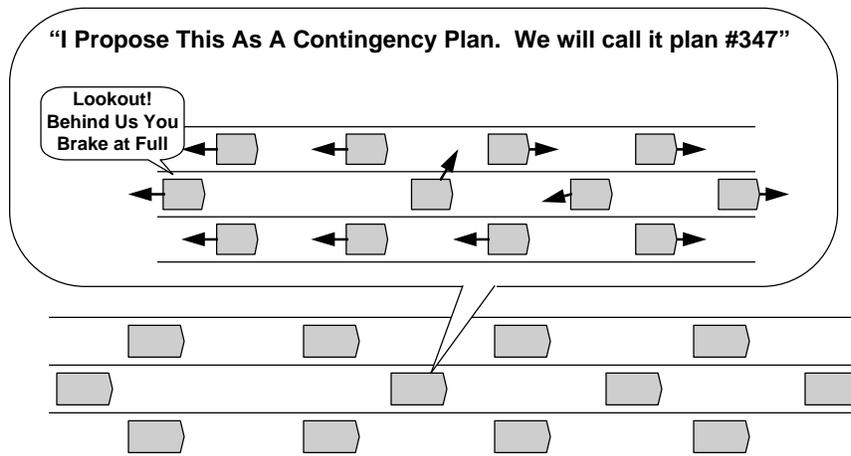 “I Propose This As A Contingency Plan.  We will call it plan #347”
Lookout!
Behind Us You
Brake at Full